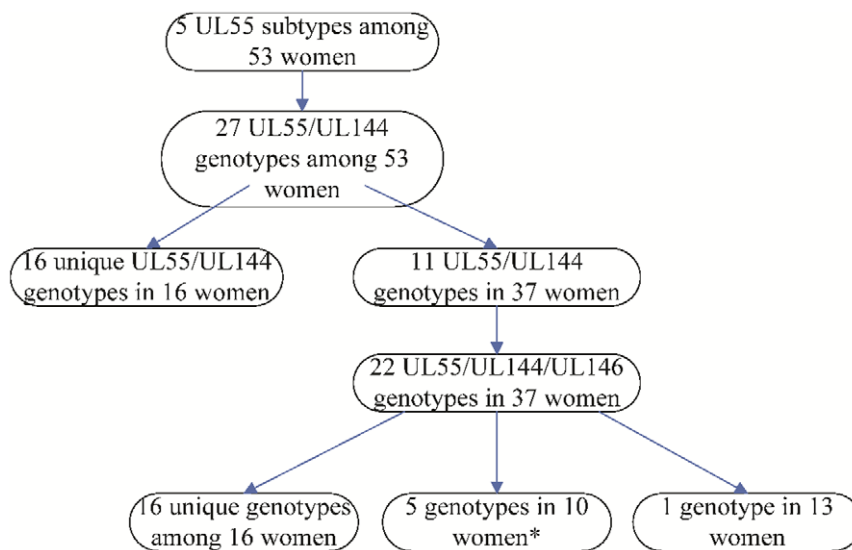 5 UL55 subtypes among
53 women
27 UL55/UL144
genotypes among 53
women
16 unique UL55/UL144
genotypes in 16 women
11 UL55/UL144
genotypes in 37 women
22 UL55/UL144/UL146
genotypes in 37 women
16 unique genotypes
among 16 women
5 genotypes in 10
women*
1 genotype in 13
women